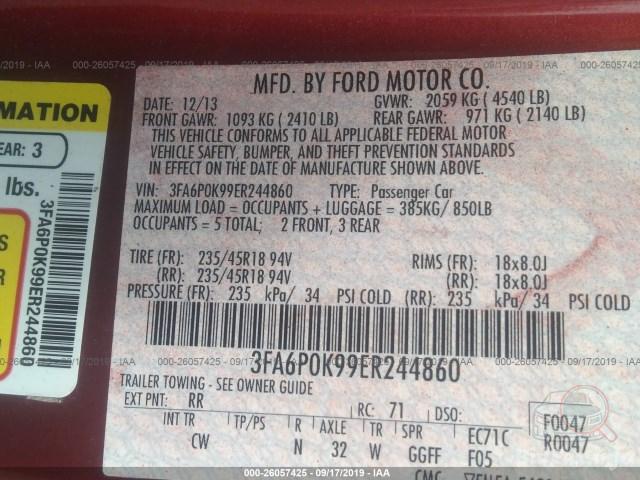 000-26057425 - 09/17/2019 - IAA
MATION
EAR: 3
lbs.
3FA6P0K99ER244860
MFD. BY FORD MOTOR CO.
DATE: 12/13 GVWR: 2059 KG ( 4540 LB)
FRONT GAWR: 1093 KG ( 2410 LB) REAR GAWR: 971 KG ( 2140 LB)
THIS VEHICLE CONFORMS TO ALL APPLICABLE FEDERAL MOTOR
VEHICLE SAFETY, BUMPER, AND THEFT PREVENTION STANDARDS
IN EFFECT ON THE DATE OF MANUFACTURE SHOWN ABOVE.
VIN: 3FA6P0K99ER244860 TYPE: Passenger Car
MAXIMUM LOAD = OCCUPANTS + LUGGAGE = 385KG/ 850LB
OCCUPANTS = 5 TOTAL; 2 FRONT, 3 REAR
TIRE (FR): 235/45R18 94V RIMS (FR): 18x8.0J
(RR): 235/45R18 94V (RR): 18x8.0J
PRESSURE (FR): 235 kPa/ 34 PSI COLD (RR): 235 kPa/ 34 PSI COLD
3FA6P0K99ER244860
TRAILER TOWING - SEE OWNER GUIDE
EXT PNT: RR RC: 71 DSO: F0047
INT TR TP/PS R AXLE TR SPR EC71C R0047
CW N 32 W GGFF F05
000-26057425 - 09/17/2019 - IAA